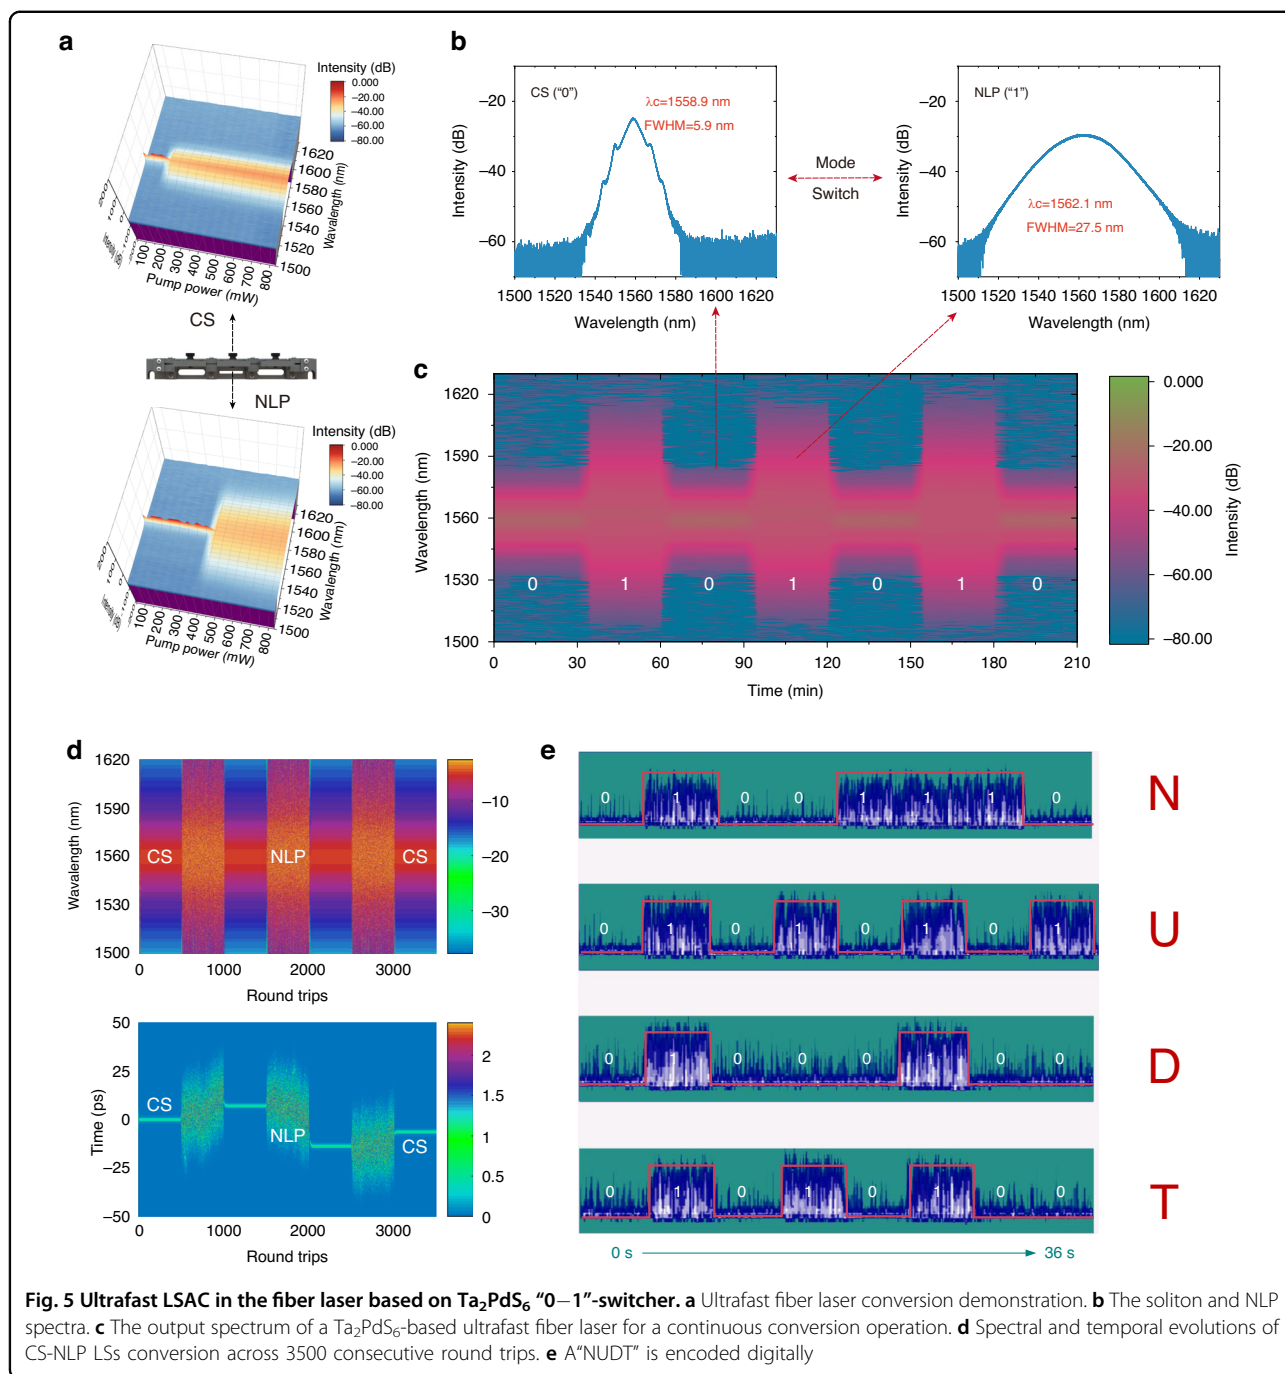 a
Intensity (dB)
0.000
−20.00
−40.00
−60.00
−80.00
1620
1600
1580
1560
1540
1520
1500
Wavalength (nm)
200
100
0
−100
100
200
300
400
500
600
700
800
Pump power (mW)
CS
NLP
Intensity (dB)
0.000
−20.00
−40.00
−60.00
−80.00
1620
1600
1580
1560
1540
1520
1500
Wavalength (nm)
200
100
0
−100
100
200
300
400
500
600
700
800
Pump power (mW)
b
CS (“0”)
λc=1558.9 nm
FWHM=5.9 nm
Intensity (dB)
−20
−40
−60
1500 1520 1540 1560 1580 1600 1620
Wavelength (nm)
Mode
Switch
NLP (“1”)
λc=1562.1 nm
FWHM=27.5 nm
Intensity (dB)
−20
−40
−60
1500 1520 1540 1560 1580 1600 1620
Wavelength (nm)
c
Wavelength (nm)
1620
1590
1560
1530
1500
0 1 0 1 0 1 0
0 30 60 90 120 150 180 210
Time (min)
0.000
−20.00
−40.00
−60.00
−80.00
Intensity (dB)
d
Wavalength (nm)
1620
1590
1560
1530
1500
CS NLP CS
0 1000 2000 3000
Round trips
−10
−20
−30
Time (ps)
50
25
0
−25
−50
CS
NLP
CS
0 1000 2000 3000
Round trips
2
1.5
1
0.5
0
e
0 1 0 0 1 1 1 0 N
0 1 0 1 0 1 0 1 U
0 1 0 0 0 1 0 0 D
0 1 0 1 0 1 0 0 T
0 s 36 s
Fig. 5 Ultrafast LSAC in the fiber laser based on Ta₂PdS₆ “0−1”-switcher. a Ultrafast fiber laser conversion demonstration. b The soliton and NLP
spectra. c The output spectrum of a Ta₂PdS₆-based ultrafast fiber laser for a continuous conversion operation. d Spectral and temporal evolutions of
CS-NLP LSs conversion across 3500 consecutive round trips. e A“NUDT” is encoded digitally